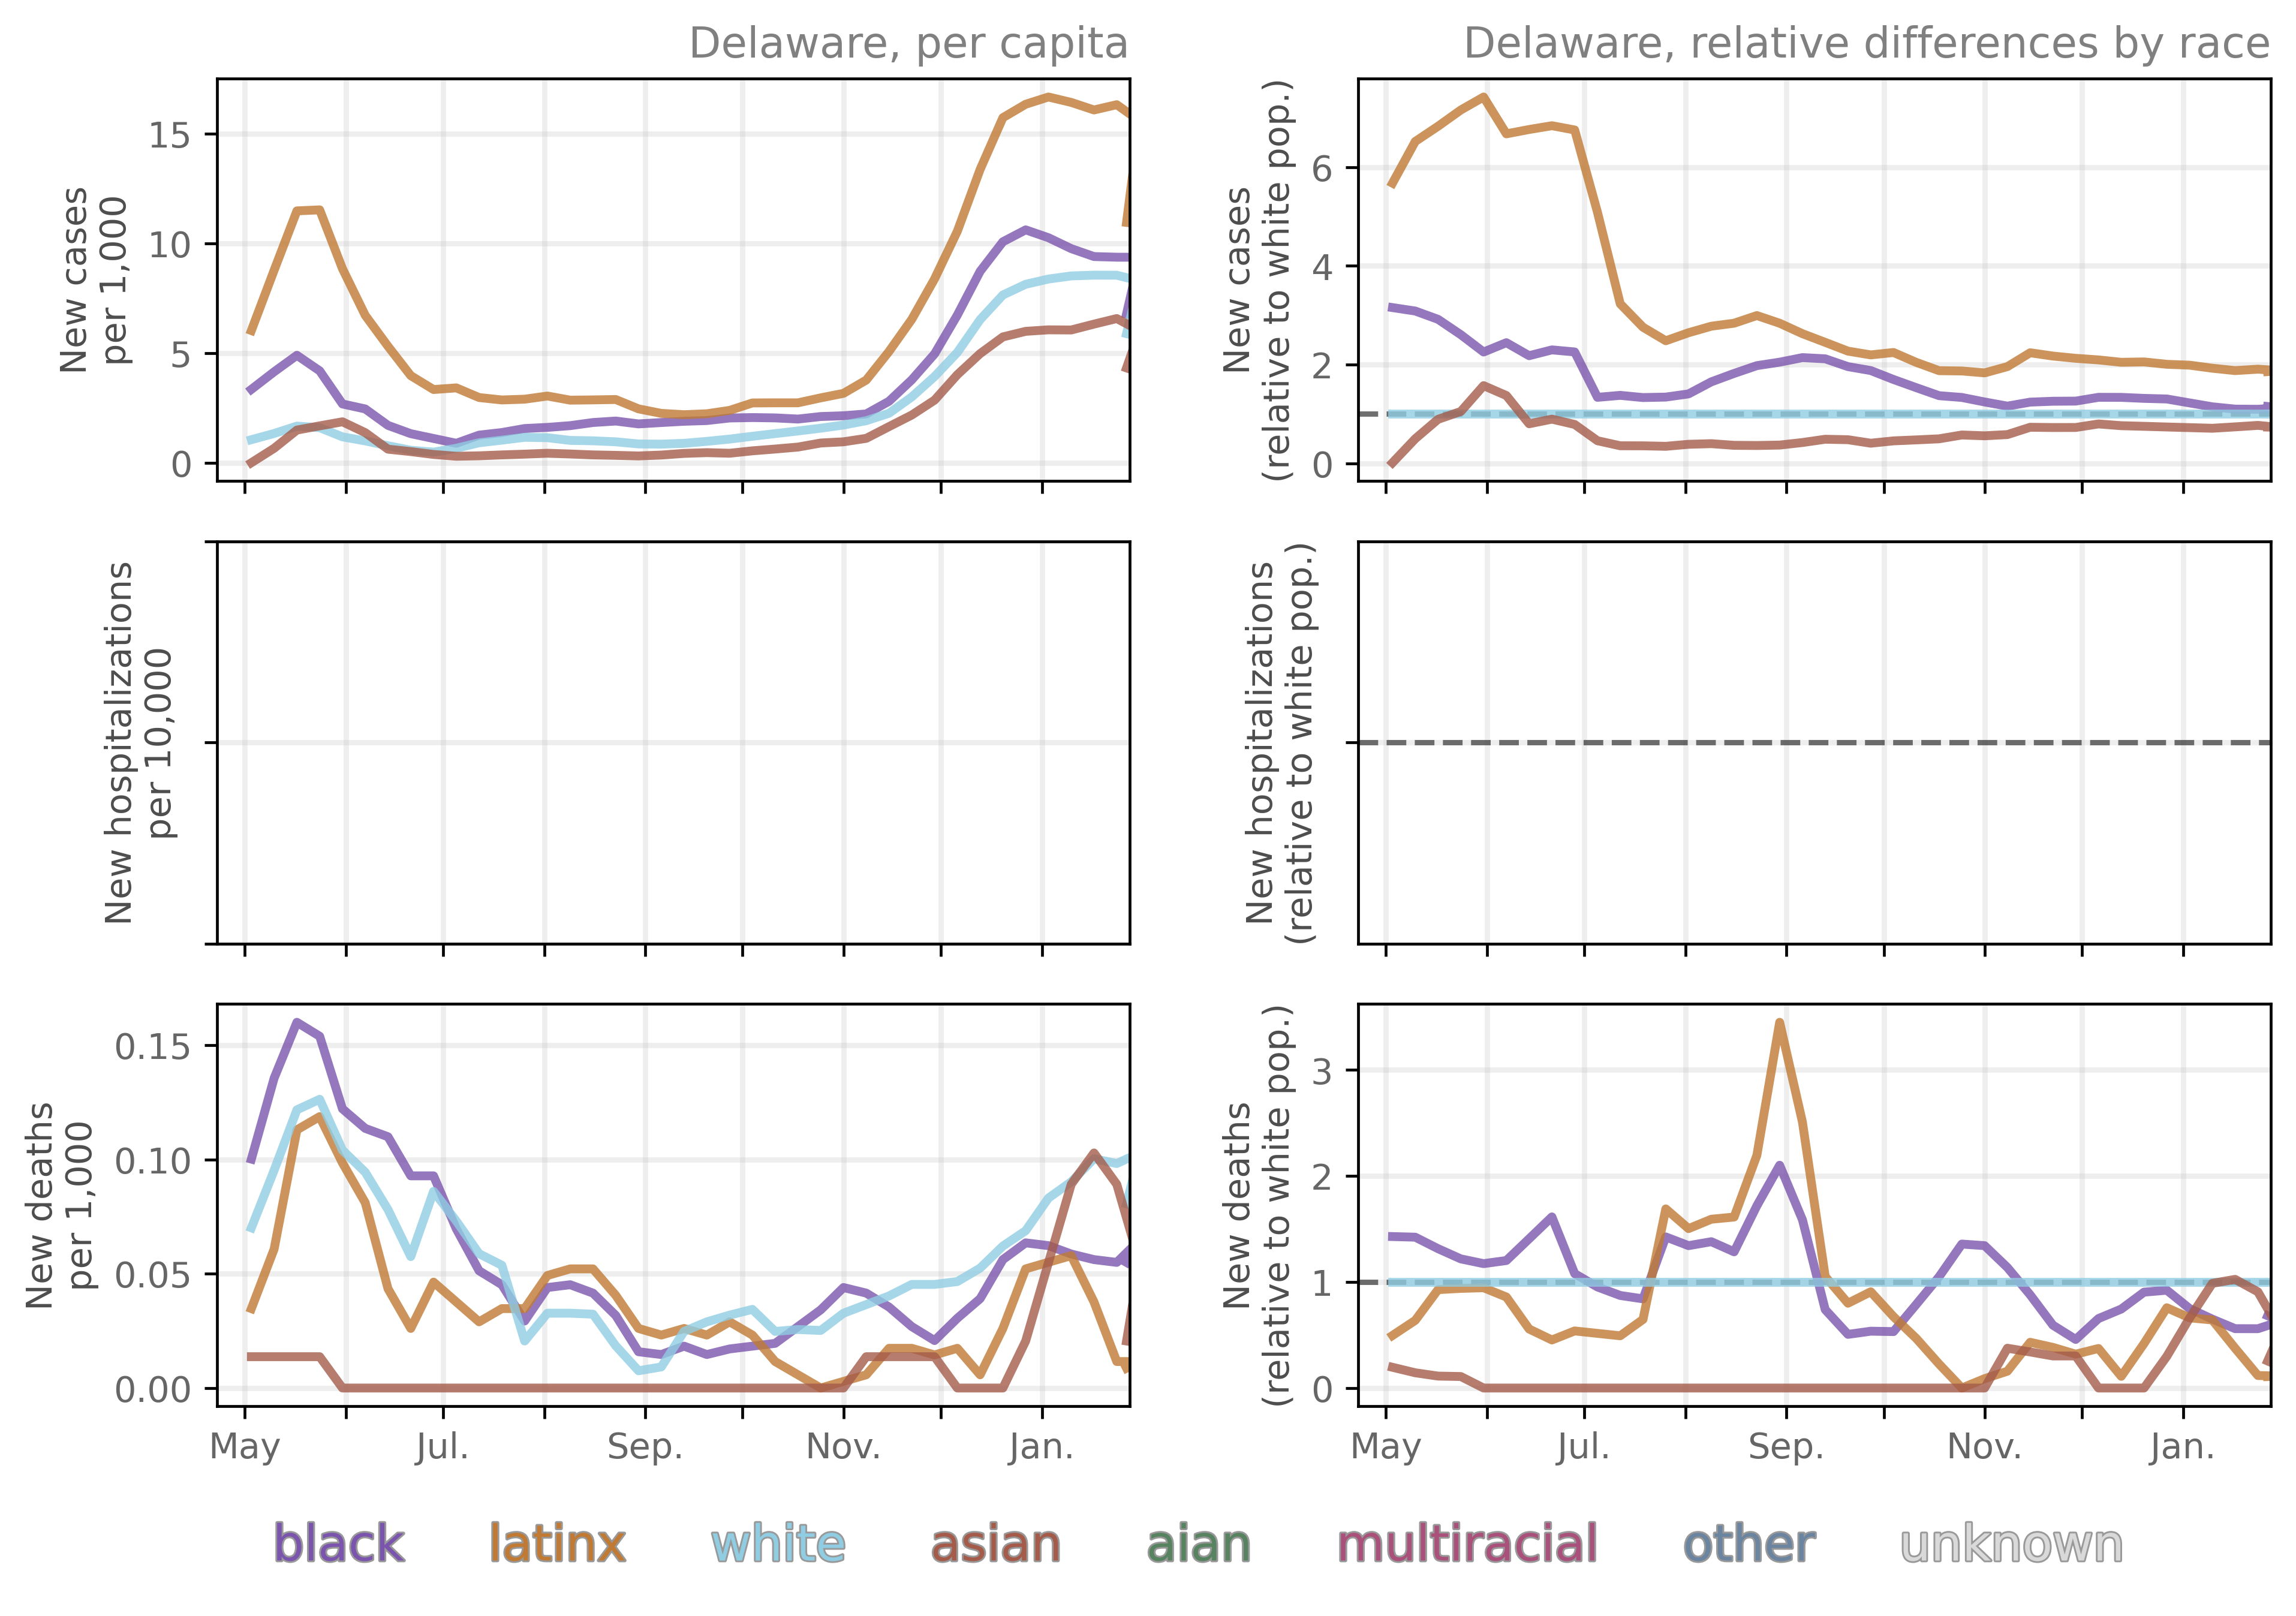 Delaware, per capita
Delaware, relative differences by race
New cases
per 1,000
15
10
5
0
New cases
(relative to white pop.)
6
4
2
0
New hospitalizations
per 10,000
New hospitalizations
(relative to white pop.)
New deaths
per 1,000
0.15
0.10
0.05
0.00
May Jul. Sep. Nov. Jan.
New deaths
(relative to white pop.)
3
2
1
0
May Jul. Sep. Nov. Jan.
black latinx white asian aian multiracial other unknown